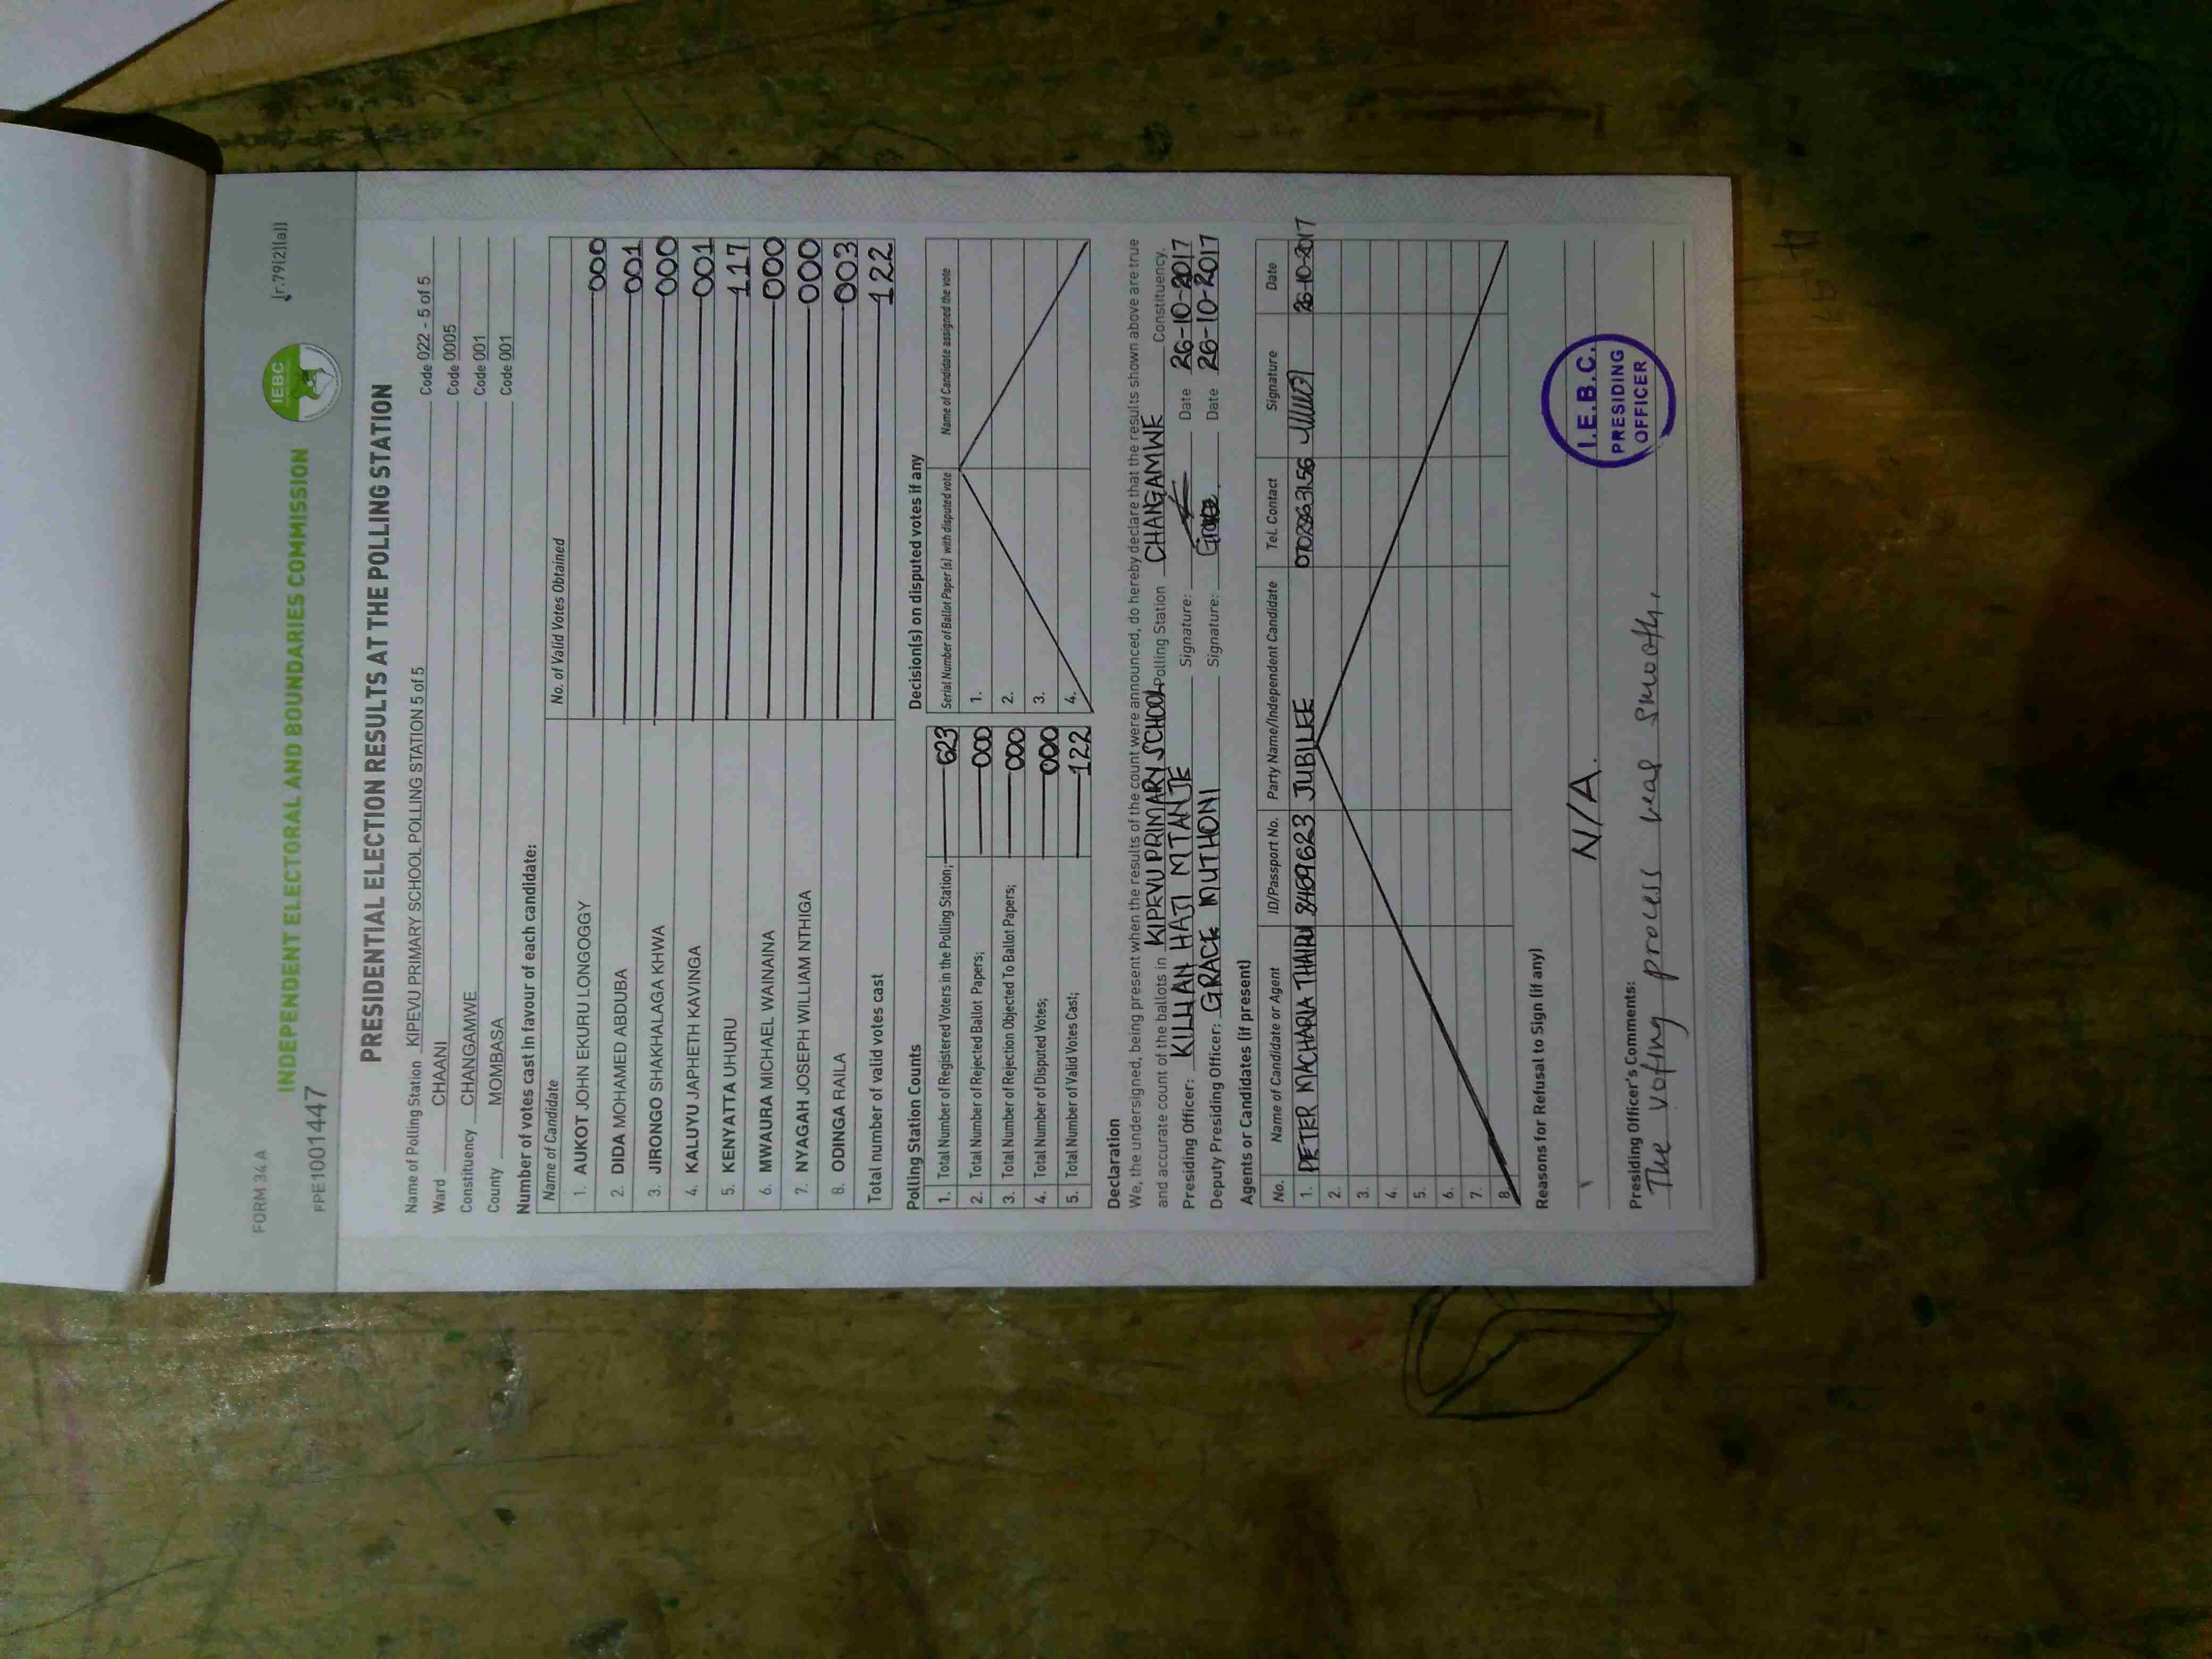 FORM 34 A
[r.79(2)(a)]
IEBC
INDEPENDENT ELECTORAL AND BOUNDARIES COMMISSION
FPE1001447
PRESIDENTIAL ELECTION RESULTS AT THE POLLING STATION
Name of Polling Station KIPEVU PRIMARY SCHOOL POLLING STATION 5 of 5 Code 022 - 5 of 5
Ward CHAANI Code 0005
Constituency CHANGAMWE Code 001
County MOMBASA Code 001
Number of votes cast in favour of each candidate:
Name of Candidate No. of Valid Votes Obtained
1. AUKOT JOHN EKURU LONGOGGY 000
2. DIDA MOHAMED ABDUBA 001
3. JIRONGO SHAKHALAGA KHWA 000
4. KALUYU JAPHETH KAVINGA 001
5. KENYATTA UHURU 117
6. MWAURA MICHAEL WAINAINA 000
7. NYAGAH JOSEPH WILLIAM NTHIGA 000
8. ODINGA RAILA 003
Total number of valid votes cast 122
Polling Station Counts
1. Total Number of Registered Voters in the Polling Station; 623
2. Total Number of Rejected Ballot Papers; 000
3. Total Number of Rejection Objected To Ballot Papers; 000
4. Total Number of Disputed Votes; 000
5. Total Number of Valid Votes Cast; 122
Decision(s) on disputed votes if any
Serial Number of Ballot Paper (s) with disputed vote Name of Candidate assigned the vote
1.
2.
3.
4.
Declaration
We, the undersigned, being present when the results of the count were announced, do hereby declare that the results shown above are true
and accurate count of the ballots in KIPEVU PRIMARY SCHOOL Polling Station CHANGAMWE Constituency.
Presiding Officer: KILLIAN HATI MTANJE Signature: Date 26-10-2017
Deputy Presiding Officer: GRACE MUTHONI Signature: Grace Date 26-10-2017
Agents or Candidates (if present)
No. Name of Candidate or Agent ID/Passport No. Party Name/Independent Candidate Tel. Contact Signature Date
1. PETER MACHARIA JUBILEE 26-10-2017
2.
3.
4.
5.
6.
7.
8.
Reasons for Refusal to Sign (if any)
N/A.
Presiding Officer's Comments:
The voting process was smooth.
I.E.B.C.
PRESIDING
OFFICER